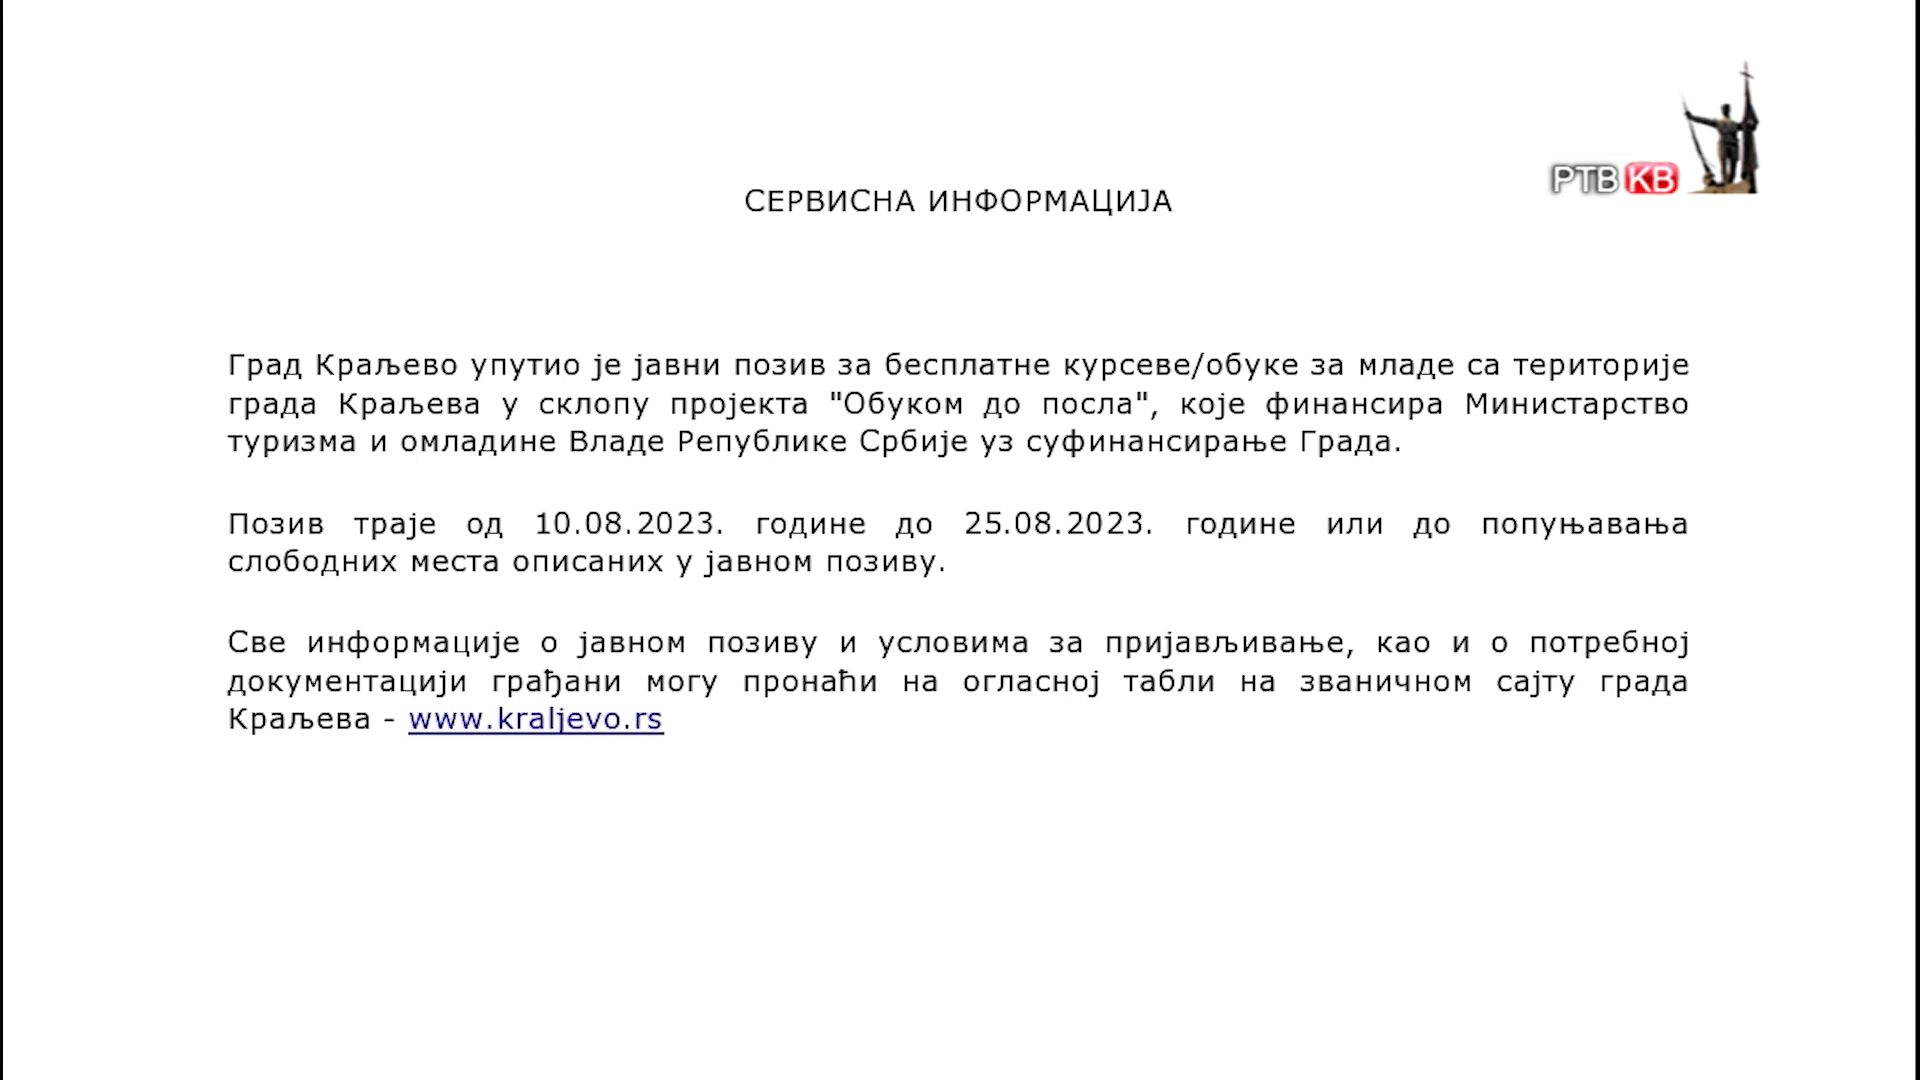 РТВ КВ
СЕРВИСНА ИНФОРМАЦИЈА
Град Краљево упутио је јавни позив за бесплатне курсеве/обуке за младе са територије
града Краљева у склопу пројекта "Обуком до посла", које финансира Министарство
туризма и омладине Владе Републике Србије уз суфинансирање Града.
Позив траје од 10.08.2023. године до 25.08.2023. године или до попуњавања
слободних места описаних у јавном позиву.
Све информације о јавном позиву и условима за пријављивање, као и о потребној
документацији грађани могу пронаћи на огласној табли на званичном сајту града
Краљева - www.kraljevo.rs